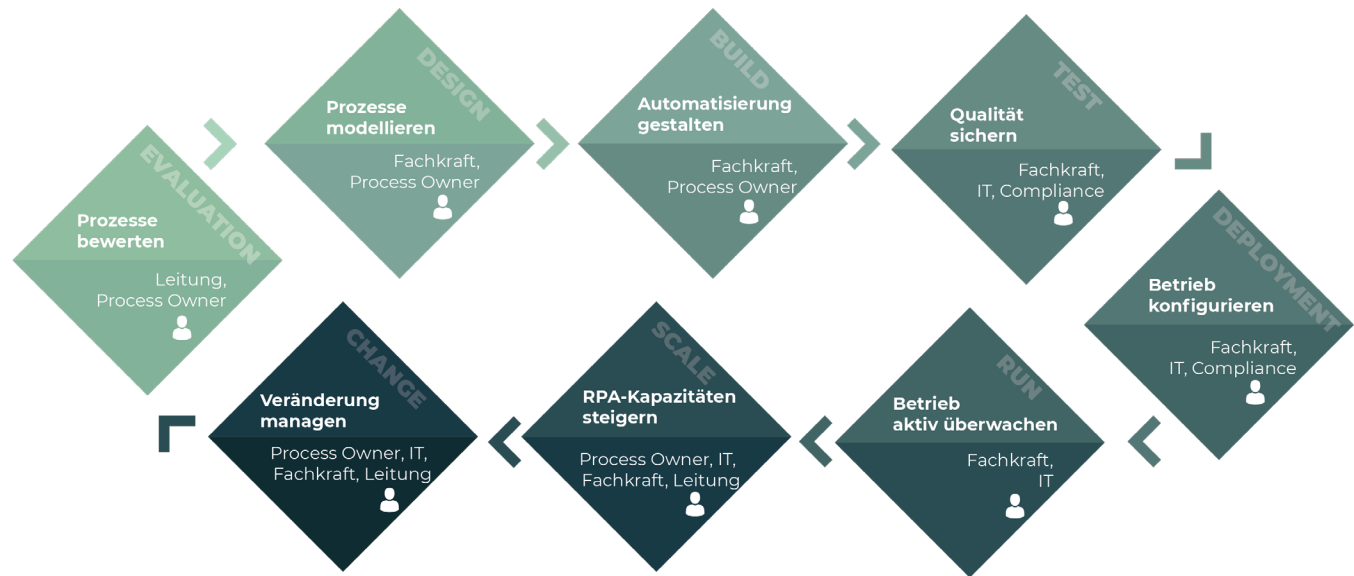 EVALUATION
Prozesse
bewerten
Leitung,
Process Owner
DESIGN
Prozesse
modellieren
Fachkraft,
Process Owner
BUILD
Automatisierung
gestalten
Fachkraft,
Process Owner
TEST
Qualität
sichern
Fachkraft,
IT, Compliance
DEPLOYMENT
Betrieb
konfigurieren
Fachkraft,
IT, Compliance
RUN
Betrieb
aktiv überwachen
Fachkraft,
IT
SCALE
RPA-Kapazitäten
steigern
Process Owner, IT,
Fachkraft, Leitung
CHANGE
Veränderung
managen
Process Owner, IT,
Fachkraft, Leitung